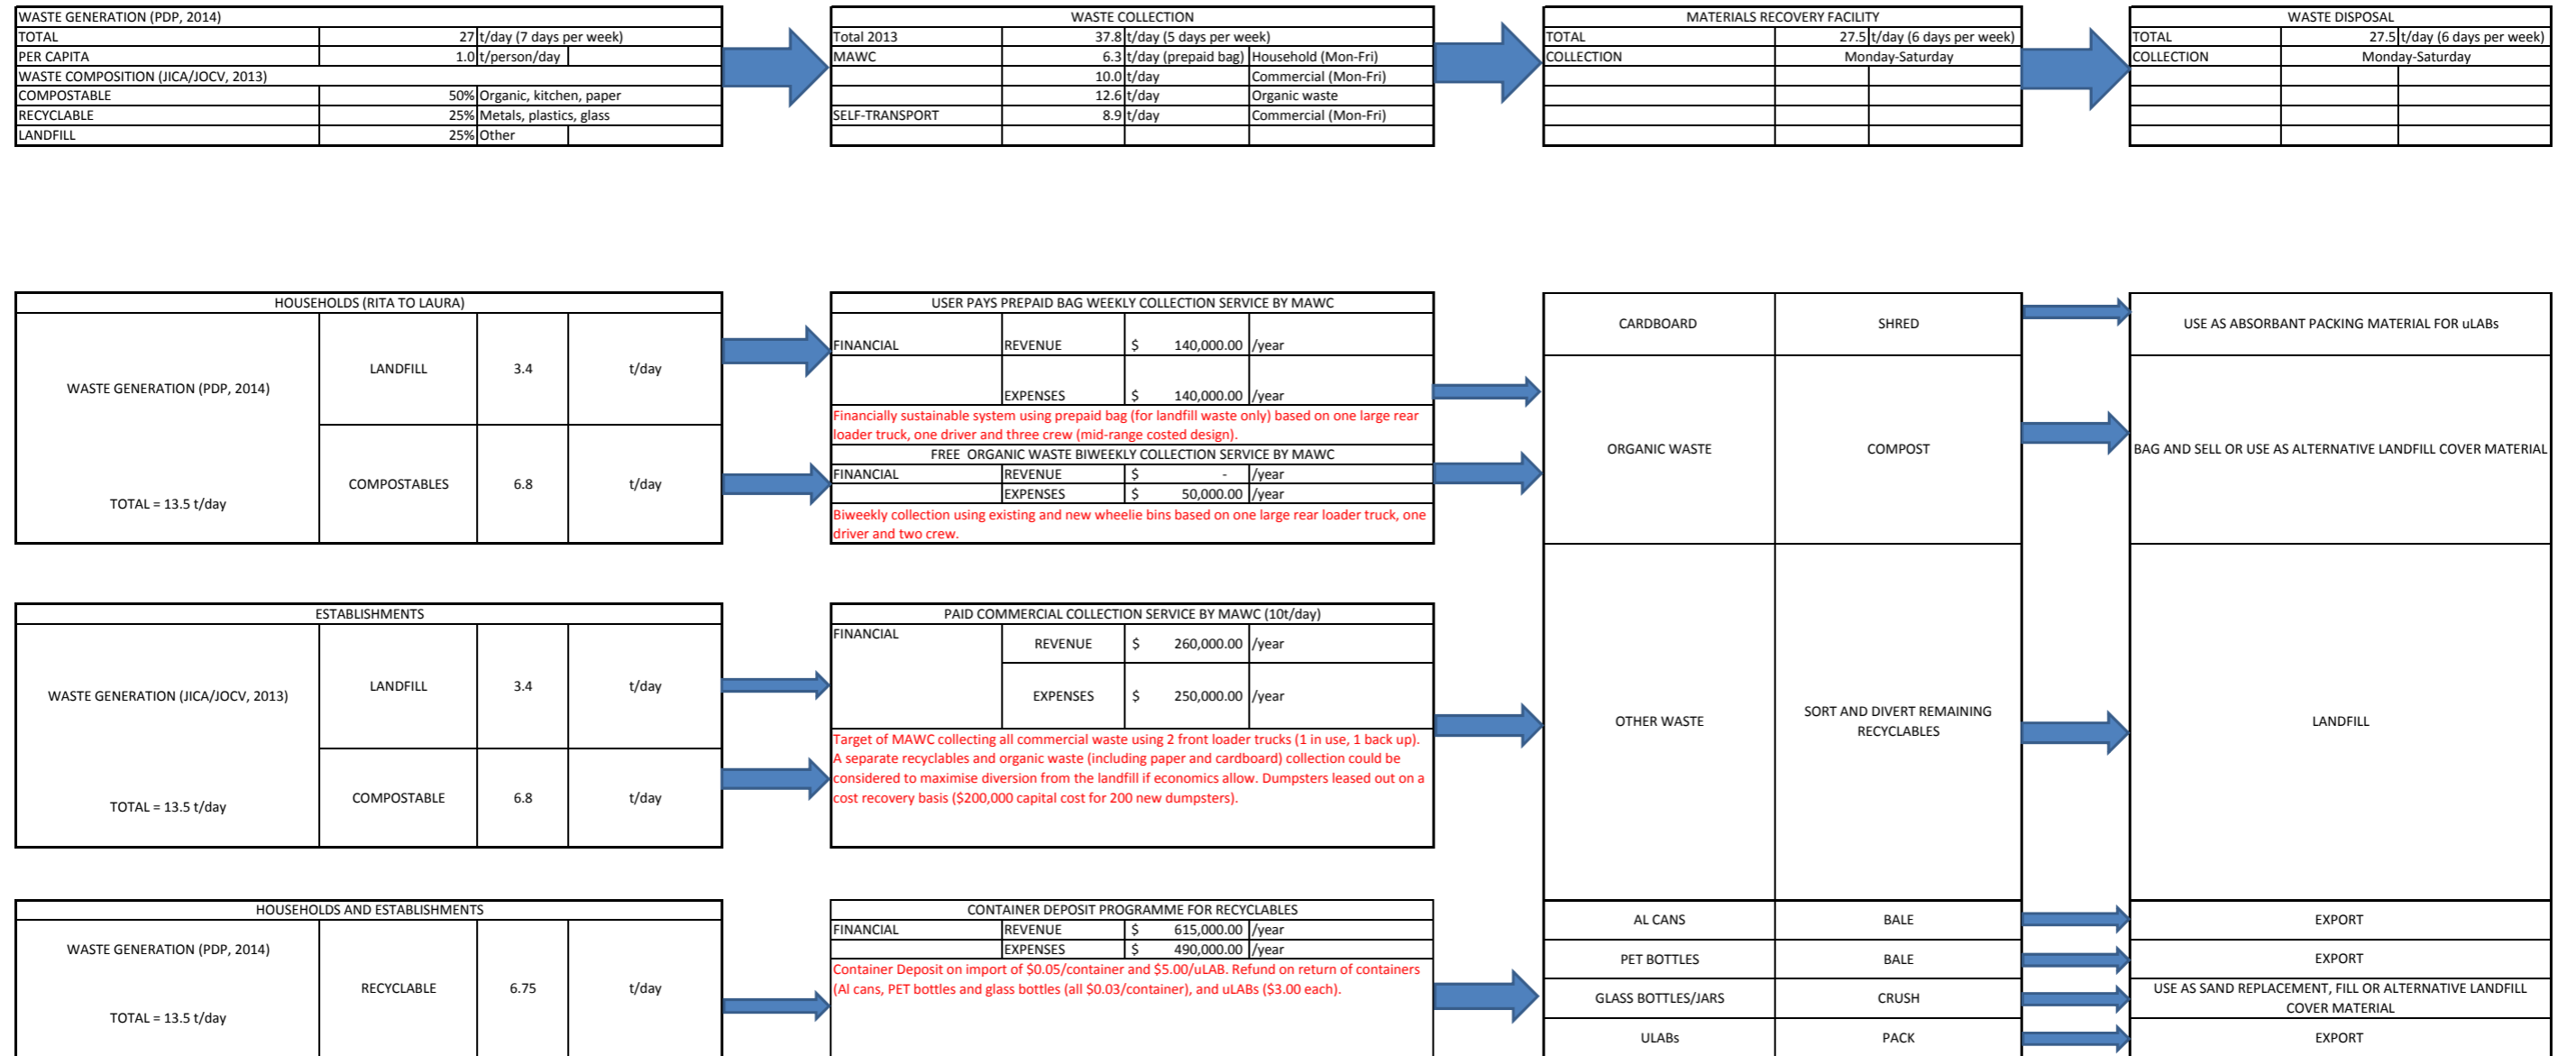 WASTE GENERATION (PDP, 2014)
TOTAL 27 t/day (7 days per week)
PER CAPITA 1.0 t/person/day
WASTE COMPOSITION (JICA/JOCV, 2013)
COMPOSTABLE 50% Organic, kitchen, paper
RECYCLABLE 25% Metals, plastics, glass
LANDFILL 25% Other
WASTE COLLECTION
Total 2013 37.8 t/day (5 days per week)
MAWC 6.3 t/day (prepaid bag) Household (Mon-Fri)
10.0 t/day Commercial (Mon-Fri)
12.6 t/day Organic waste
SELF-TRANSPORT 8.9 t/day Commercial (Mon-Fri)
MATERIALS RECOVERY FACILITY
TOTAL 27.5 t/day (6 days per week)
COLLECTION Monday-Saturday
WASTE DISPOSAL
TOTAL 27.5 t/day (6 days per week)
COLLECTION Monday-Saturday
HOUSEHOLDS (RITA TO LAURA)
WASTE GENERATION (PDP, 2014)
TOTAL = 13.5 t/day
LANDFILL 3.4 t/day
COMPOSTABLES 6.8 t/day
USER PAYS PREPAID BAG WEEKLY COLLECTION SERVICE BY MAWC
FINANCIAL REVENUE $ 140,000.00 /year
EXPENSES $ 140,000.00 /year
Financially sustainable system using prepaid bag (for landfill waste only) based on one large rear
loader truck, one driver and three crew (mid-range costed design).
FREE ORGANIC WASTE BIWEEKLY COLLECTION SERVICE BY MAWC
FINANCIAL REVENUE $ - /year
EXPENSES $ 50,000.00 /year
Biweekly collection using existing and new wheelie bins based on one large rear loader truck, one
driver and two crew.
CARDBOARD SHRED
USE AS ABSORBANT PACKING MATERIAL FOR uLABs
ORGANIC WASTE COMPOST
BAG AND SELL OR USE AS ALTERNATIVE LANDFILL COVER MATERIAL
ESTABLISHMENTS
WASTE GENERATION (JICA/JOCV, 2013)
TOTAL = 13.5 t/day
LANDFILL 3.4 t/day
COMPOSTABLE 6.8 t/day
PAID COMMERCIAL COLLECTION SERVICE BY MAWC (10t/day)
FINANCIAL REVENUE $ 260,000.00 /year
EXPENSES $ 250,000.00 /year
Target of MAWC collecting all commercial waste using 2 front loader trucks (1 in use, 1 back up).
A separate recyclables and organic waste (including paper and cardboard) collection could be
considered to maximise diversion from the landfill if economics allow. Dumpsters leased out on a
cost recovery basis ($200,000 capital cost for 200 new dumpsters).
OTHER WASTE
SORT AND DIVERT REMAINING
RECYCLABLES
LANDFILL
HOUSEHOLDS AND ESTABLISHMENTS
WASTE GENERATION (PDP, 2014)
TOTAL = 13.5 t/day
RECYCLABLE 6.75 t/day
CONTAINER DEPOSIT PROGRAMME FOR RECYCLABLES
FINANCIAL REVENUE $ 615,000.00 /year
EXPENSES $ 490,000.00 /year
Container Deposit on import of $0.05/container and $5.00/uLAB. Refund on return of containers
(Al cans, PET bottles and glass bottles (all $0.03/container), and uLABs ($3.00 each).
AL CANS BALE EXPORT
PET BOTTLES BALE EXPORT
GLASS BOTTLES/JARS CRUSH
USE AS SAND REPLACEMENT, FILL OR ALTERNATIVE LANDFILL
COVER MATERIAL
ULABs PACK EXPORT